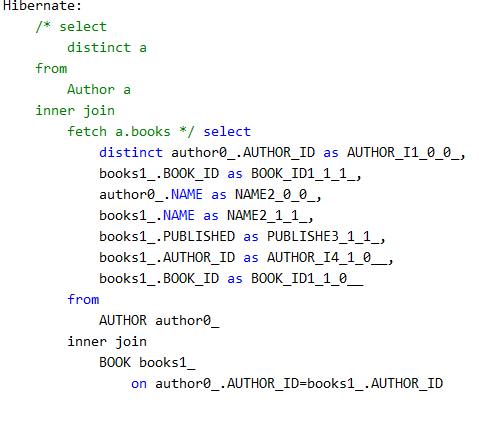 Hibernate:
/* select
distinct a
from
Author a
inner join
fetch a.books */ select
distinct author0_.AUTHOR_ID as AUTHOR_I1_0_0_,
books1_.BOOK_ID as BOOK_ID1_1_1_,
author0_.NAME as NAME2_0_0_,
books1_.NAME as NAME2_1_1_,
books1_.PUBLISHED as PUBLISHE3_1_1_,
books1_.AUTHOR_ID as AUTHOR_I4_1_0__,
books1_.BOOK_ID as BOOK_ID1_1_0__
from
AUTHOR author0_
inner join
BOOK books1_
on author0_.AUTHOR_ID=books1_.AUTHOR_ID